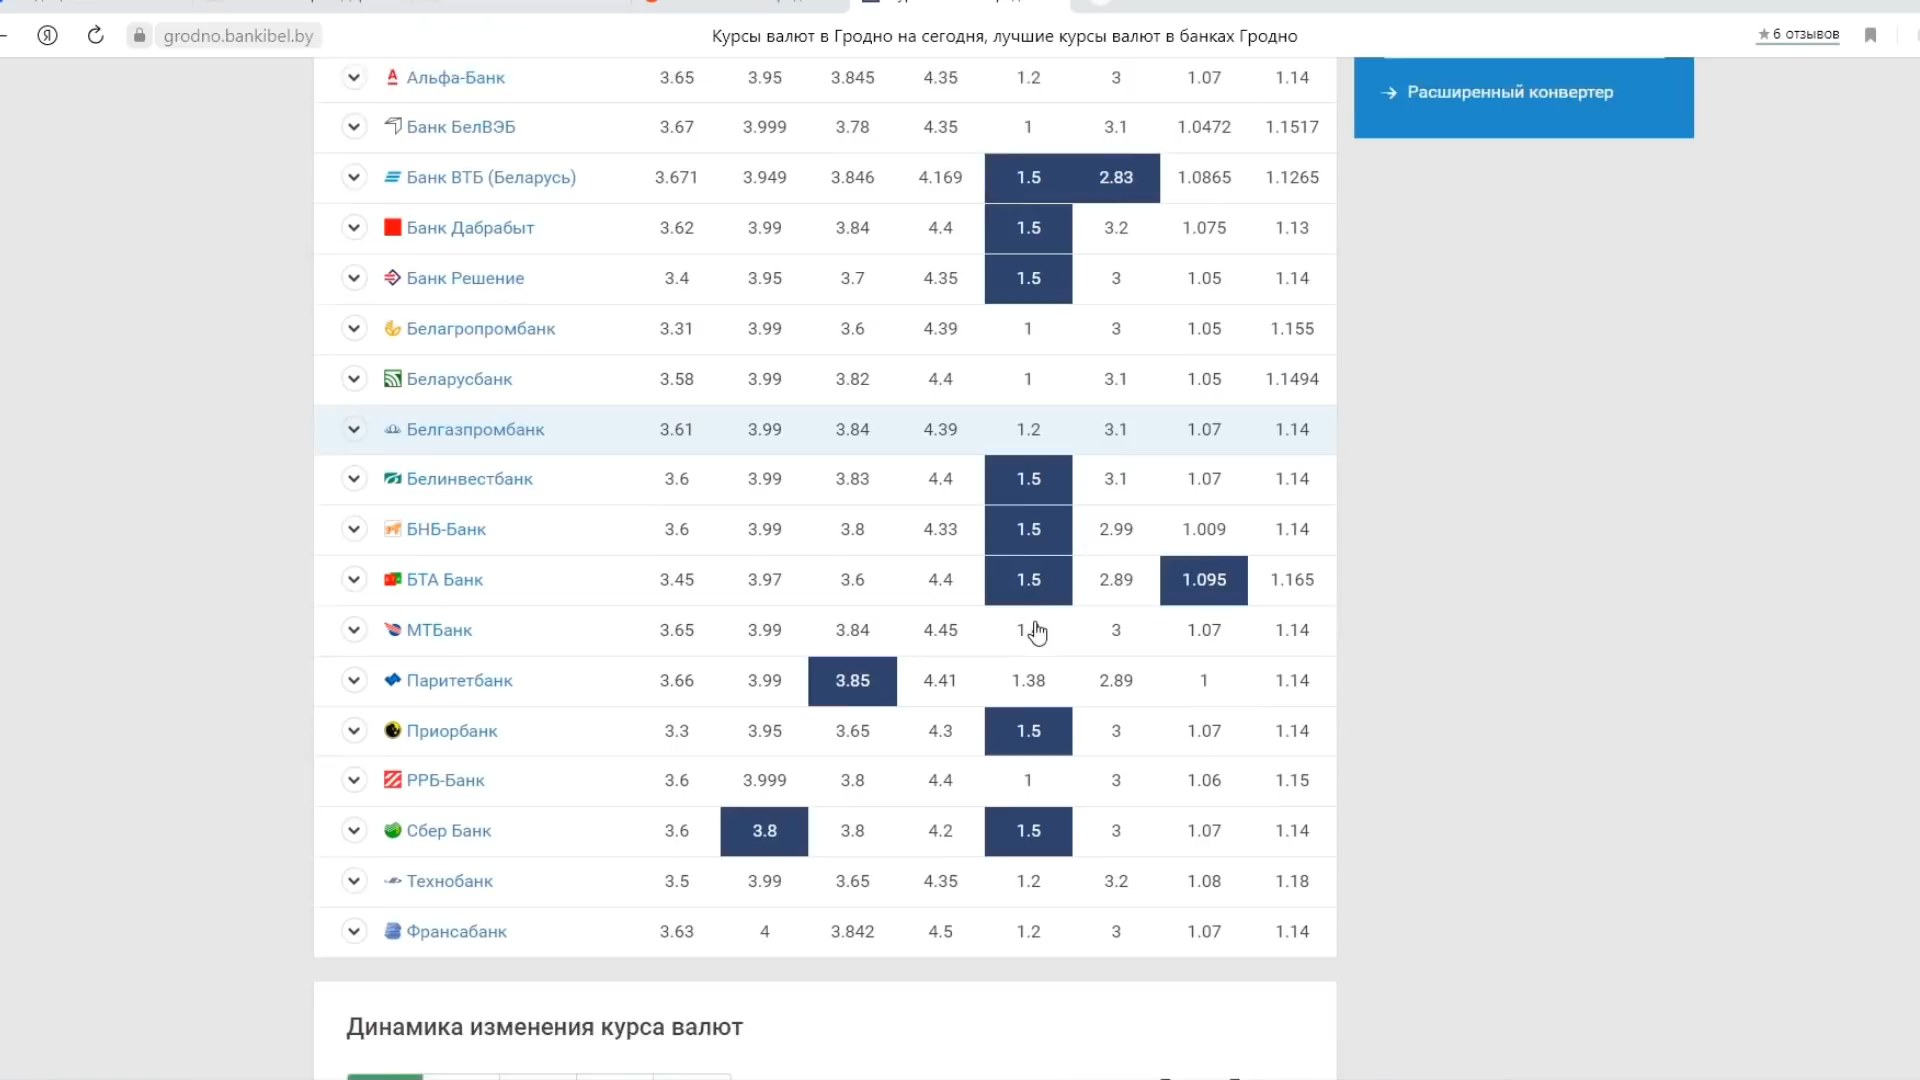 grodno.bankibel.by Курсы валют в Гродно на сегодня, лучшие курсы валют в банках Гродно ★ 6 отзывов
→ Расширенный конвертер
Альфа-Банк 3.65 3.95 3.845 4.35 1.2 3 1.07 1.14
Банк БелВЭБ 3.67 3.999 3.78 4.35 1 3.1 1.0472 1.1517
Банк ВТБ (Беларусь) 3.671 3.949 3.846 4.169 1.5 2.83 1.0865 1.1265
Банк Дабрабыт 3.62 3.99 3.84 4.4 1.5 3.2 1.075 1.13
Банк Решение 3.4 3.95 3.7 4.35 1.5 3 1.05 1.14
Белагропромбанк 3.31 3.99 3.6 4.39 1 3 1.05 1.155
Беларусбанк 3.58 3.99 3.82 4.4 1 3.1 1.05 1.1494
Белгазпромбанк 3.61 3.99 3.84 4.39 1.2 3.1 1.07 1.14
Белинвестбанк 3.6 3.99 3.83 4.4 1.5 3.1 1.07 1.14
БНБ-Банк 3.6 3.99 3.8 4.33 1.5 2.99 1.009 1.14
БТА Банк 3.45 3.97 3.6 4.4 1.5 2.89 1.095 1.165
МТБанк 3.65 3.99 3.84 4.45 3 1.07 1.14
Паритетбанк 3.66 3.99 3.85 4.41 1.38 2.89 1 1.14
Приорбанк 3.3 3.95 3.65 4.3 1.5 3 1.07 1.14
РРБ-Банк 3.6 3.999 3.8 4.4 1 3 1.06 1.15
Сбер Банк 3.6 3.8 3.8 4.2 1.5 3 1.07 1.14
Технобанк 3.5 3.99 3.65 4.35 1.2 3.2 1.08 1.18
Франсабанк 3.63 4 3.842 4.5 1.2 3 1.07 1.14
Динамика изменения курса валют